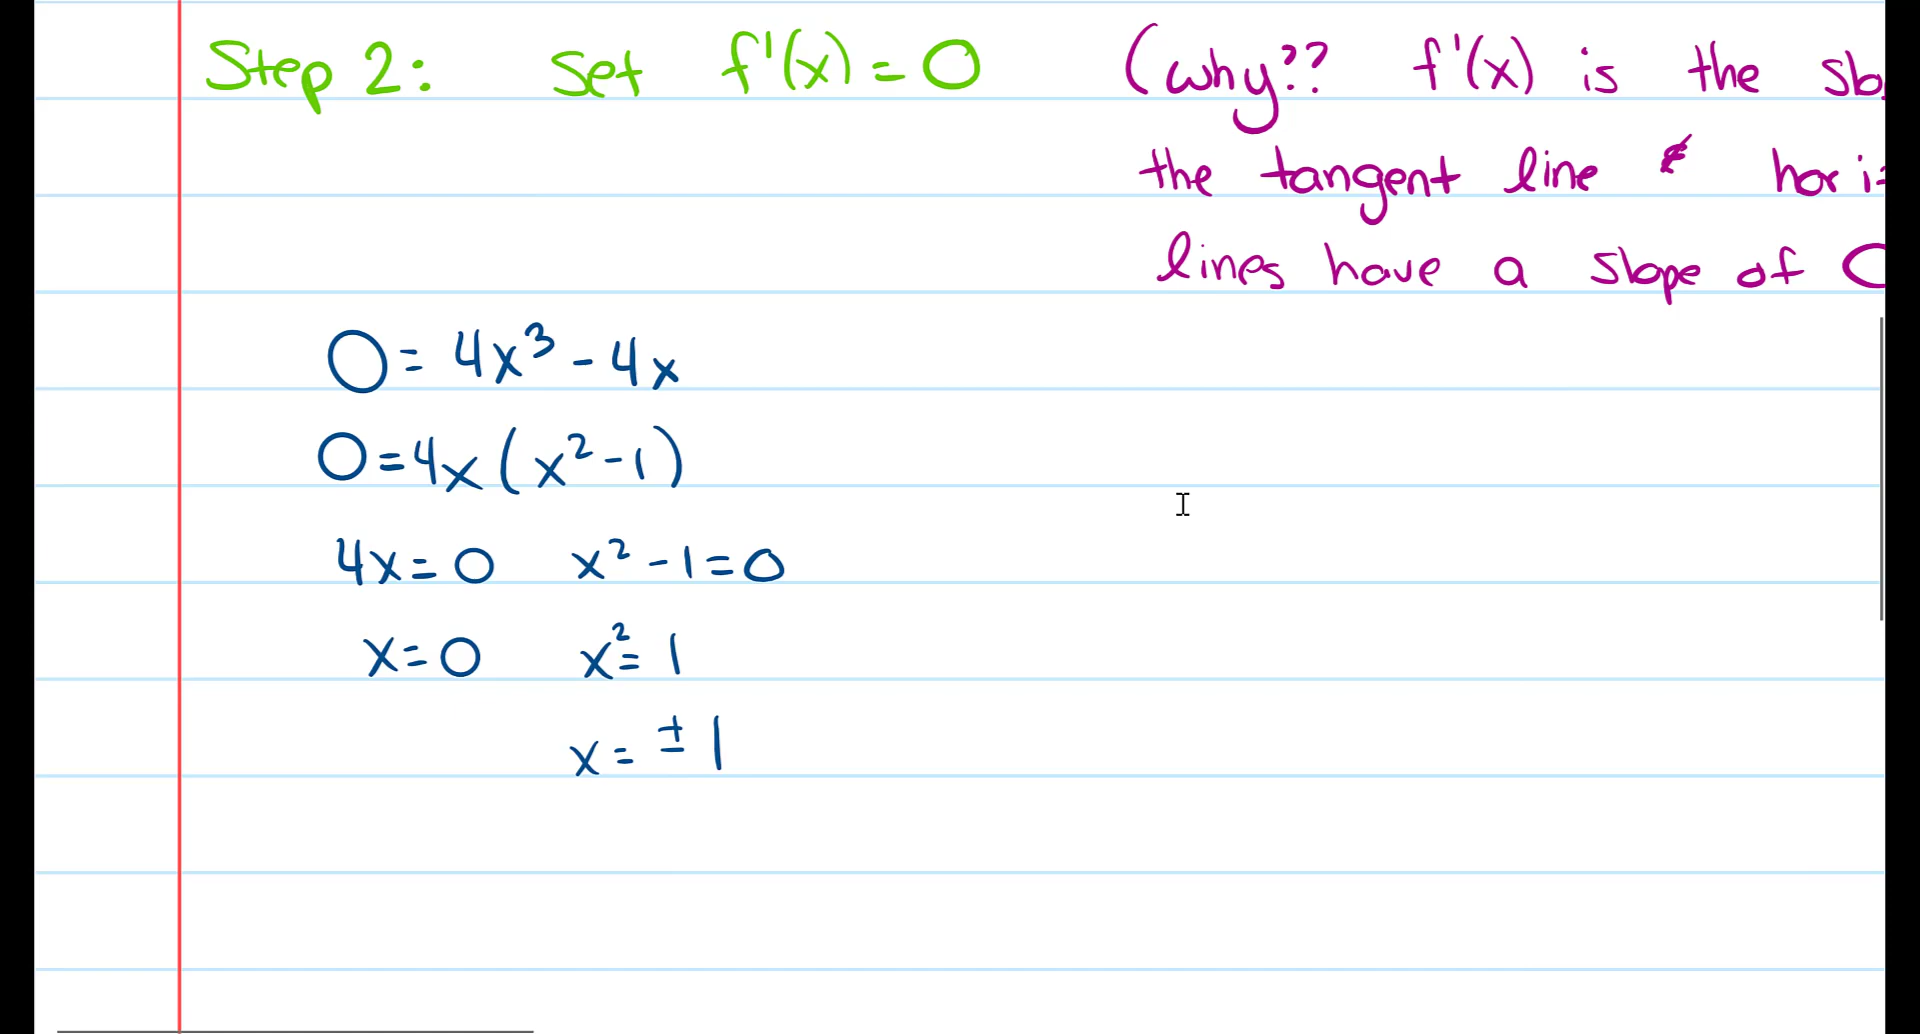 Step 2: Set f'(x) = 0 (why?? f'(x) is the
the tangent line &
lines have a slope of
0 = 4x³ - 4x
0 = 4x (x² - 1)
4x = 0 x² - 1 = 0
x = 0 x² = 1
x = ± 1